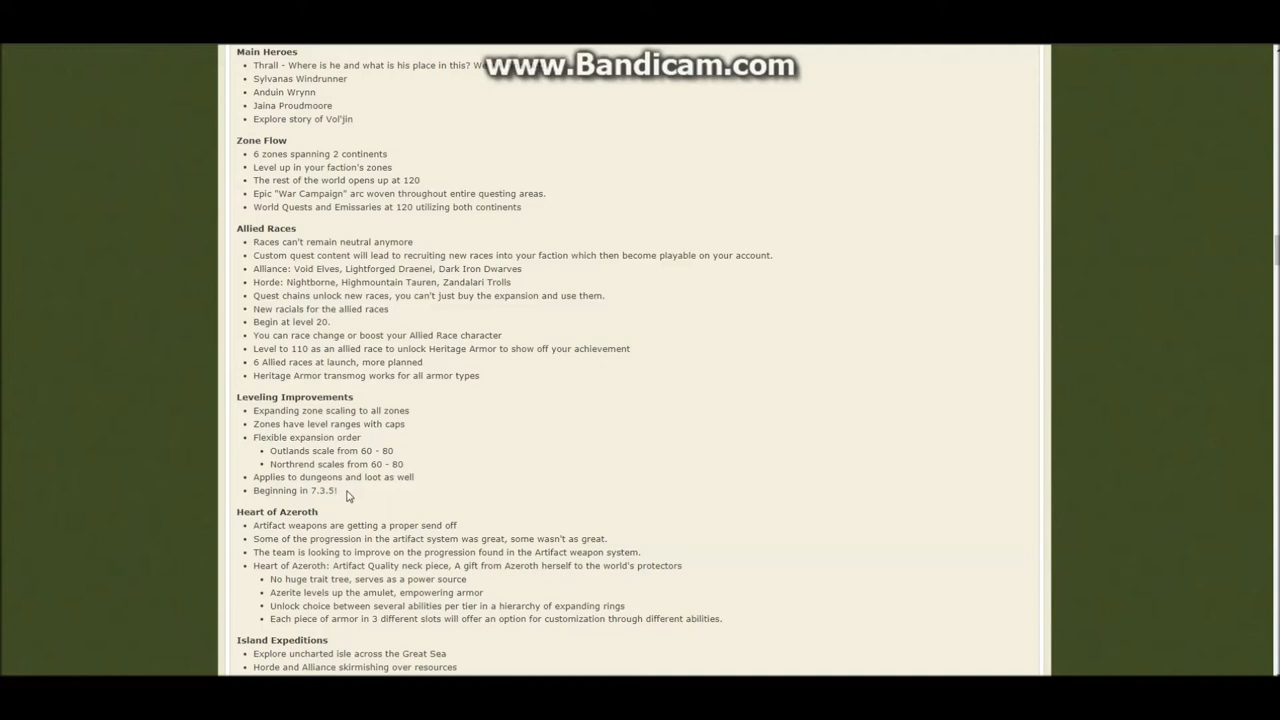 Main Heroes
Thrall - Where is he and what is his place in this?
www.Bandicam.com
Sylvanas Windrunner
Anduin Wrynn
Jaina Proudmoore
Explore story of Vol'jin
Zone Flow
6 zones spanning 2 continents
Level up in your faction's zones
The rest of the world opens up at 120
Epic "War Campaign" arc woven throughout entire questing areas.
World Quests and Emissaries at 120 utilizing both continents
Allied Races
Races can't remain neutral anymore
Custom quest content will lead to recruiting new races into your faction which then become playable on your account.
Alliance: Void Elves, Lightforged Draenei, Dark Iron Dwarves
Horde: Nightborne, Highmountain Tauren, Zandalari Trolls
Quest chains unlock new races, you can't just buy the expansion and use them.
New racials for the allied races
Begin at level 20.
You can race change or boost your Allied Race character
Level to 110 as an allied race to unlock Heritage Armor to show off your achievement
6 Allied races at launch, more planned
Heritage Armor transmog works for all armor types
Leveling Improvements
Expanding zone scaling to all zones
Zones have level ranges with caps
Flexible expansion order
Outlands scale from 60 - 80
Northrend scales from 60 - 80
Applies to dungeons and loot as well
Beginning in 7.3.5!
Heart of Azeroth
Artifact weapons are getting a proper send off
Some of the progression in the artifact system was great, some wasn't as great.
The team is looking to improve on the progression found in the Artifact weapon system.
Heart of Azeroth: Artifact Quality neck piece, A gift from Azeroth herself to the world's protectors
No huge trait tree, serves as a power source
Azerite levels up the amulet, empowering armor
Unlock choice between several abilities per tier in a hierarchy of expanding rings
Each piece of armor in 3 different slots will offer an option for customization through different abilities.
Island Expeditions
Explore uncharted isle across the Great Sea
Horde and Alliance skirmishing over resources